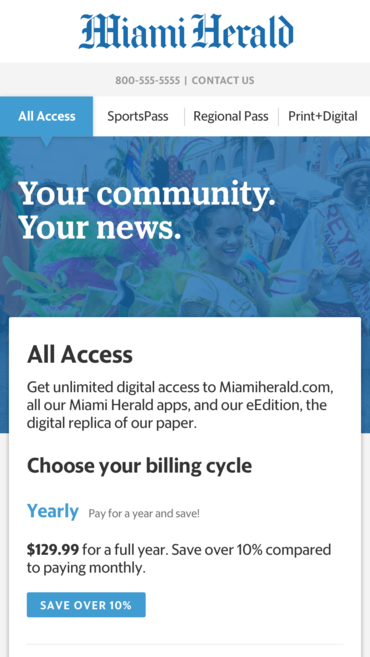 Miami Herald
800-555-5555 | CONTACT US
All Access SportsPass Regional Pass Print+Digital
Your community.
Your news.
REY M
All Access
Get unlimited digital access to Miamiherald.com,
all our Miami Herald apps, and our eEdition, the
digital replica of our paper.
Choose your billing cycle
Yearly Pay for a year and save!
$129.99 for a full year. Save over 10% compared
to paying monthly.
SAVE OVER 10%